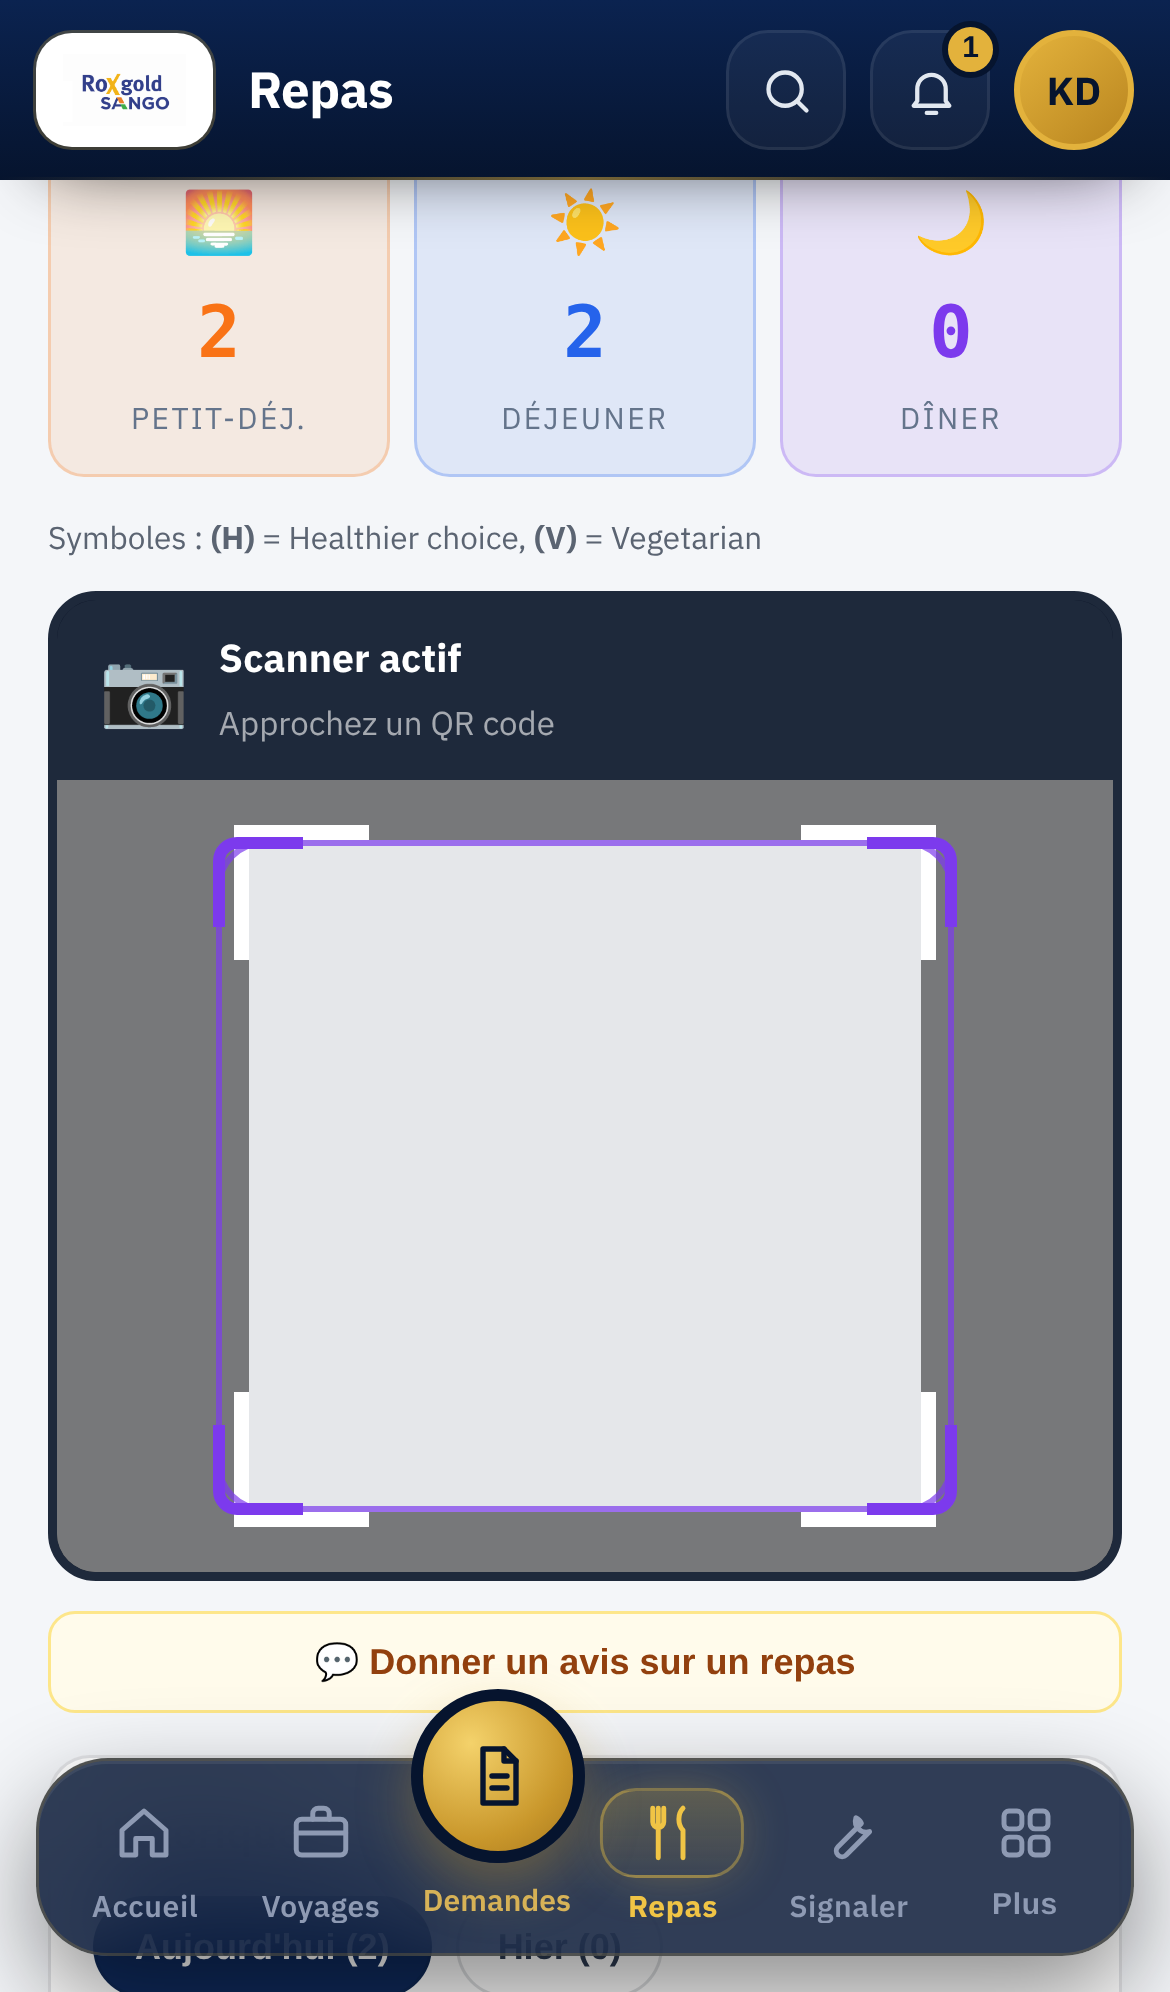 Roxgold
SANGO
Repas
1
KD
2
PETIT-DÉJ.
2
DÉJEUNER
0
DÎNER
Symboles : (H) = Healthier choice, (V) = Vegetarian
Scanner actif
Approchez un QR code
💬 Donner un avis sur un repas
Accueil
Voyages
Demandes
Repas
Signaler
Plus
Aujourd'hui (2)
Hier (0)